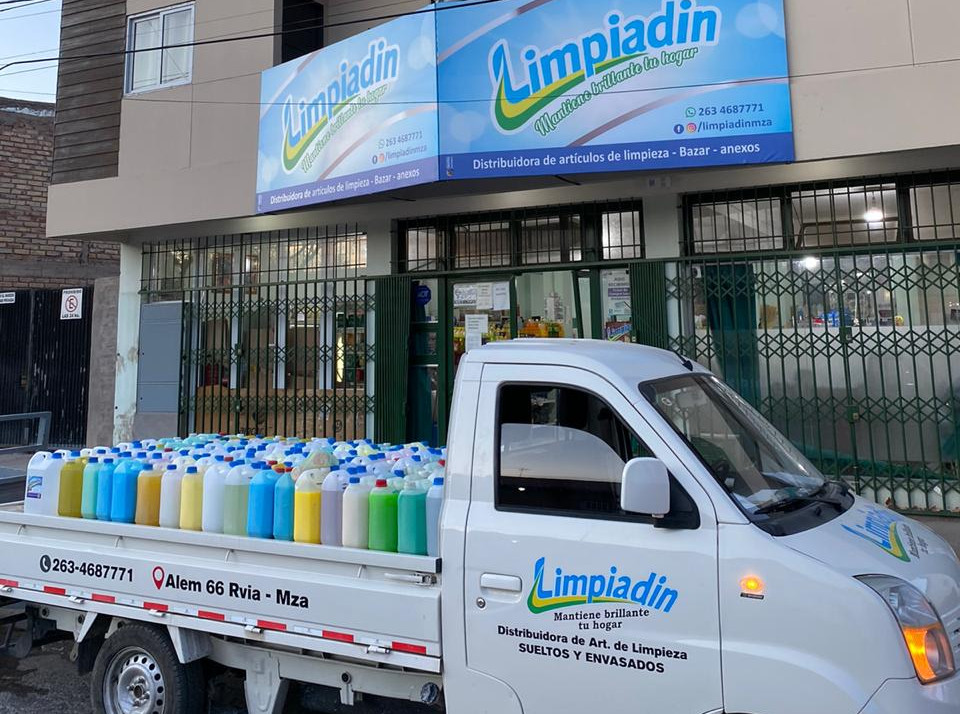 Limpiadin
Mantiene brillante tu hogar
263 4687771
/limpiadinmza
Distribuidora de artículos de limpieza - Bazar - anexos
Limpiadin
Mantiene brillante tu hogar
263 4687771
/limpiadinmza
Distribuidora de artículos de limpieza - Bazar - anexos
263-4687771
Alem 66 Rvia - Mza
Limpiadin
Mantiene brillante
tu hogar
Distribuidora de Art. de Limpieza
SUELTOS Y ENVASADOS
Limpiadin